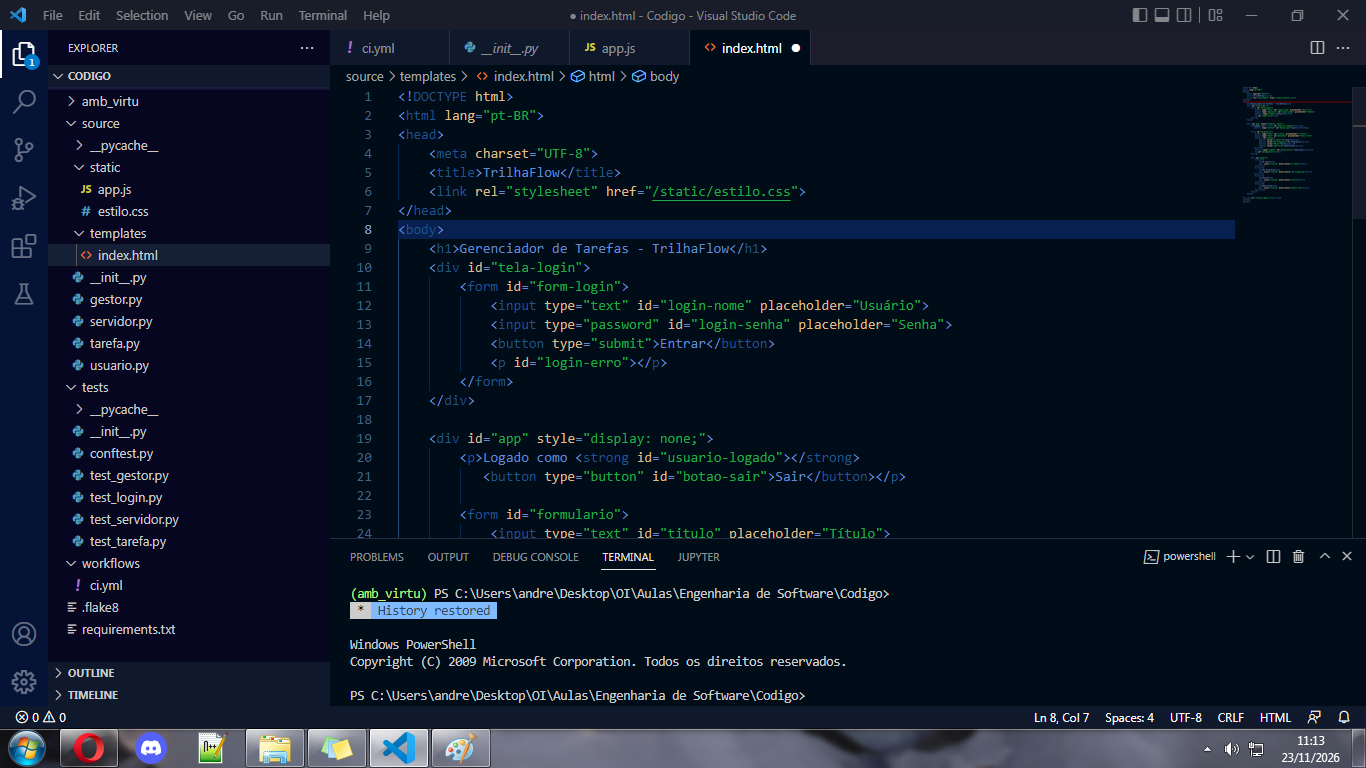 File Edit Selection View Go Run Terminal Help
● index.html - Codigo - Visual Studio Code
EXPLORER
CODIGO
amb_virtu
source
__pycache__
static
JS app.js
# estilo.css
templates
<> index.html
__init__.py
gestor.py
servidor.py
tarefa.py
usuario.py
tests
__pycache__
__init__.py
conftest.py
test_gestor.py
test_login.py
test_servidor.py
test_tarefa.py
workflows
! ci.yml
.flake8
requirements.txt
OUTLINE
TIMELINE
1
! ci.yml
__init__.py
JS app.js
<> index.html ●
source > templates > <> index.html > html > body
1 <!DOCTYPE html>
2 <html lang="pt-BR">
3 <head>
4 <meta charset="UTF-8">
5 <title>TrilhaFlow</title>
6 <link rel="stylesheet" href="/static/estilo.css">
7 </head>
8 <body>
9 <h1>Gerenciador de Tarefas - TrilhaFlow</h1>
10 <div id="tela-login">
11 <form id="form-login">
12 <input type="text" id="login-nome" placeholder="Usuário">
13 <input type="password" id="login-senha" placeholder="Senha">
14 <button type="submit">Entrar</button>
15 <p id="login-erro"></p>
16 </form>
17 </div>
18
19 <div id="app" style="display: none;">
20 <p>Logado como <strong id="usuario-logado"></strong>
21 <button type="button" id="botao-sair">Sair</button></p>
22
23 <form id="formulario">
24 <input type="text" id="titulo" placeholder="Título">
PROBLEMS OUTPUT DEBUG CONSOLE TERMINAL JUPYTER
powershell
(amb_virtu) PS C:\Users\andre\Desktop\OI\Aulas\Engenharia de Software\Codigo>
* History restored
Windows PowerShell
Copyright (C) 2009 Microsoft Corporation. Todos os direitos reservados.
PS C:\Users\andre\Desktop\OI\Aulas\Engenharia de Software\Codigo>
0 0
Ln 8, Col 7 Spaces: 4 UTF-8 CRLF HTML
C++
11:13
23/11/2026